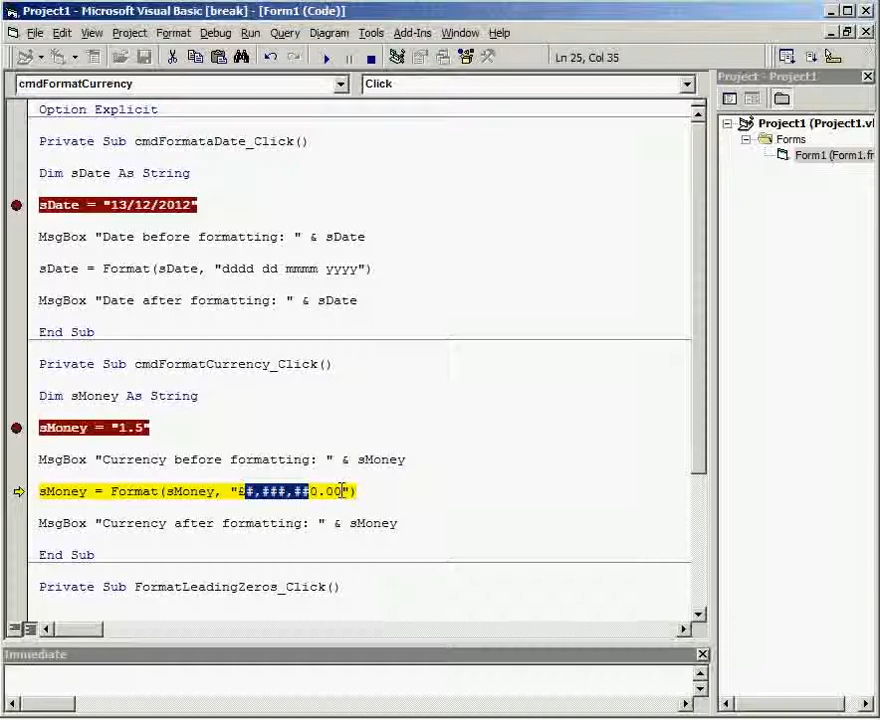 Project1 - Microsoft Visual Basic [break] - [Form1 (Code)]
File Edit View Project Format Debug Run Query Diagram Tools Add-Ins Window Help
Ln 25, Col 35
cmdFormatCurrency
Click
Option Explicit
Private Sub cmdFormataDate_Click()
Dim sDate As String
sDate = "13/12/2012"
MsgBox "Date before formatting: " & sDate
sDate = Format(sDate, "dddd dd mmmm yyyy")
MsgBox "Date after formatting: " & sDate
End Sub
Private Sub cmdFormatCurrency_Click()
Dim sMoney As String
sMoney = "1.5"
MsgBox "Currency before formatting: " & sMoney
sMoney = Format(sMoney, "£#,###,##0.00")
MsgBox "Currency after formatting: " & sMoney
End Sub
Private Sub FormatLeadingZeros_Click()
Immediate
Project - Project1
Project1 (Project1.vb
Forms
Form1 (Form1.fr